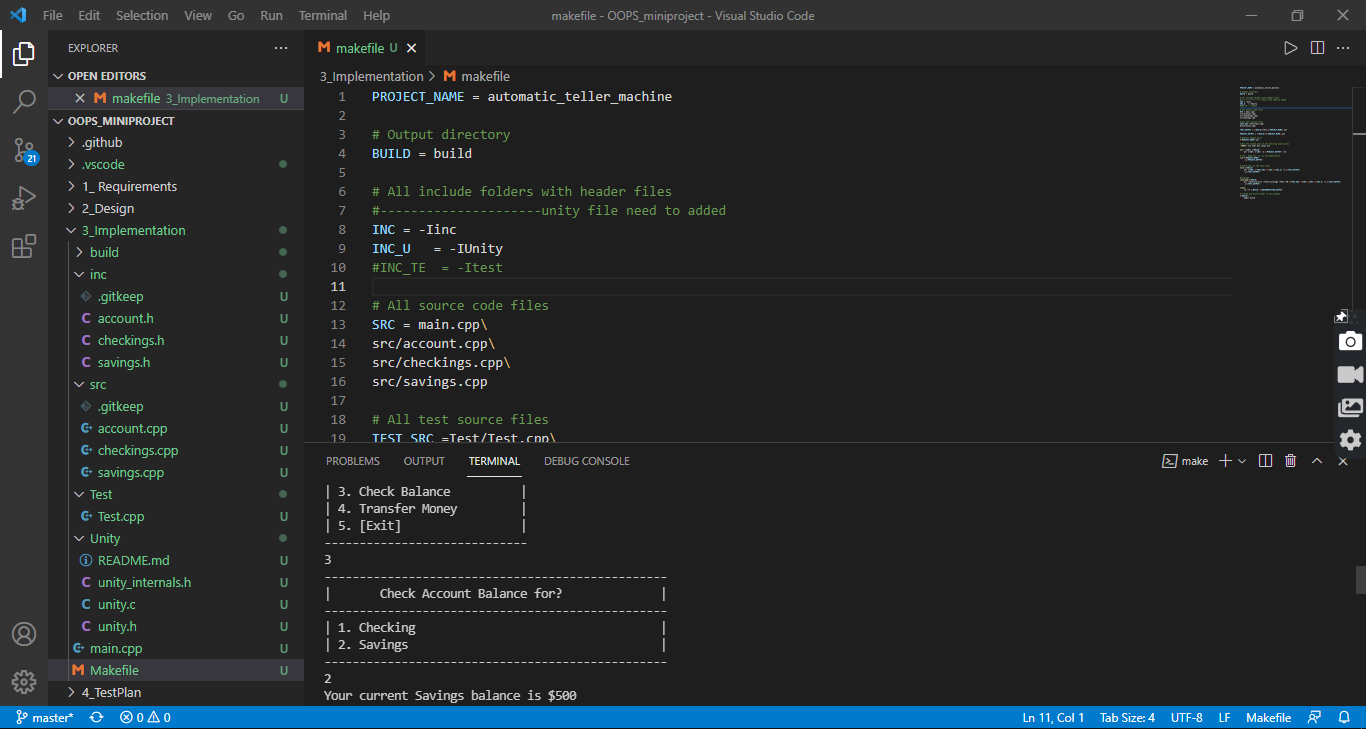 File Edit Selection View Go Run Terminal Help makefile - OOPS_miniproject - Visual Studio Code
EXPLORER
OPEN EDITORS
makefile 3_Implementation U
OOPS_MINIPROJECT
.github
.vscode
1_ Requirements
2_Design
3_Implementation
build
inc
.gitkeep U
account.h U
checkings.h U
savings.h U
src
.gitkeep U
account.cpp U
checkings.cpp U
savings.cpp U
Test
Test.cpp U
Unity
README.md U
unity_internals.h U
unity.c U
unity.h U
main.cpp U
Makefile U
4_TestPlan
21
makefile U
3_Implementation > makefile
1 PROJECT_NAME = automatic_teller_machine
2
3 # Output directory
4 BUILD = build
5
6 # All include folders with header files
7 #---------------------unity file need to added
8 INC = -Iinc
9 INC_U   = -IUnity
10 #INC_TE  = -Itest
11
12 # All source code files
13 SRC = main.cpp\
14 src/account.cpp\
15 src/checkings.cpp\
16 src/savings.cpp
17
18 # All test source files
19 TEST_SRC =Test/Test.cpp\
PROBLEMS OUTPUT TERMINAL DEBUG CONSOLE make
| 3. Check Balance         |
| 4. Transfer Money        |
| 5. [Exit]                |
---------------------------
3
---------------------------------------------
|      Check Account Balance for?            |
---------------------------------------------
| 1. Checking                                |
| 2. Savings                                 |
---------------------------------------------
2
Your current Savings balance is $500
master* 0 0 Ln 11, Col 1 Tab Size: 4 UTF-8 LF Makefile